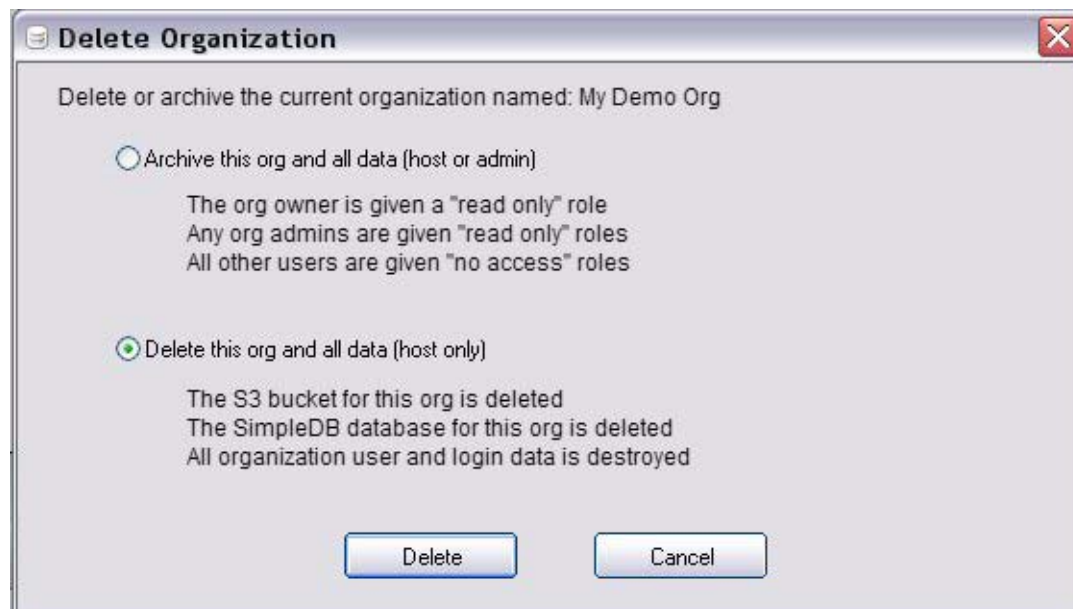 Delete Organization
Delete or archive the current organization named: My Demo Org
Archive this org and all data (host or admin)
The org owner is given a "read only" role
Any org admins are given "read only" roles
All other users are given "no access" roles
Delete this org and all data (host only)
The S3 bucket for this org is deleted
The SimpleDB database for this org is deleted
All organization user and login data is destroyed
Delete
Cancel